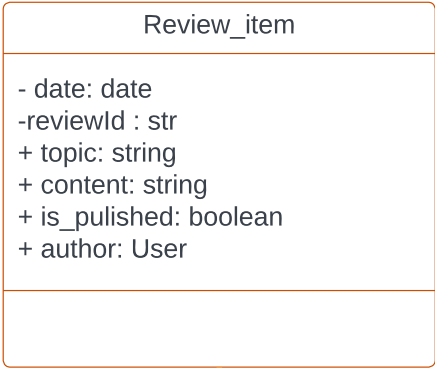 Review_item
- date: date
-reviewId : str
+ topic: string
+ content: string
+ is_pulished: boolean
+ author: User